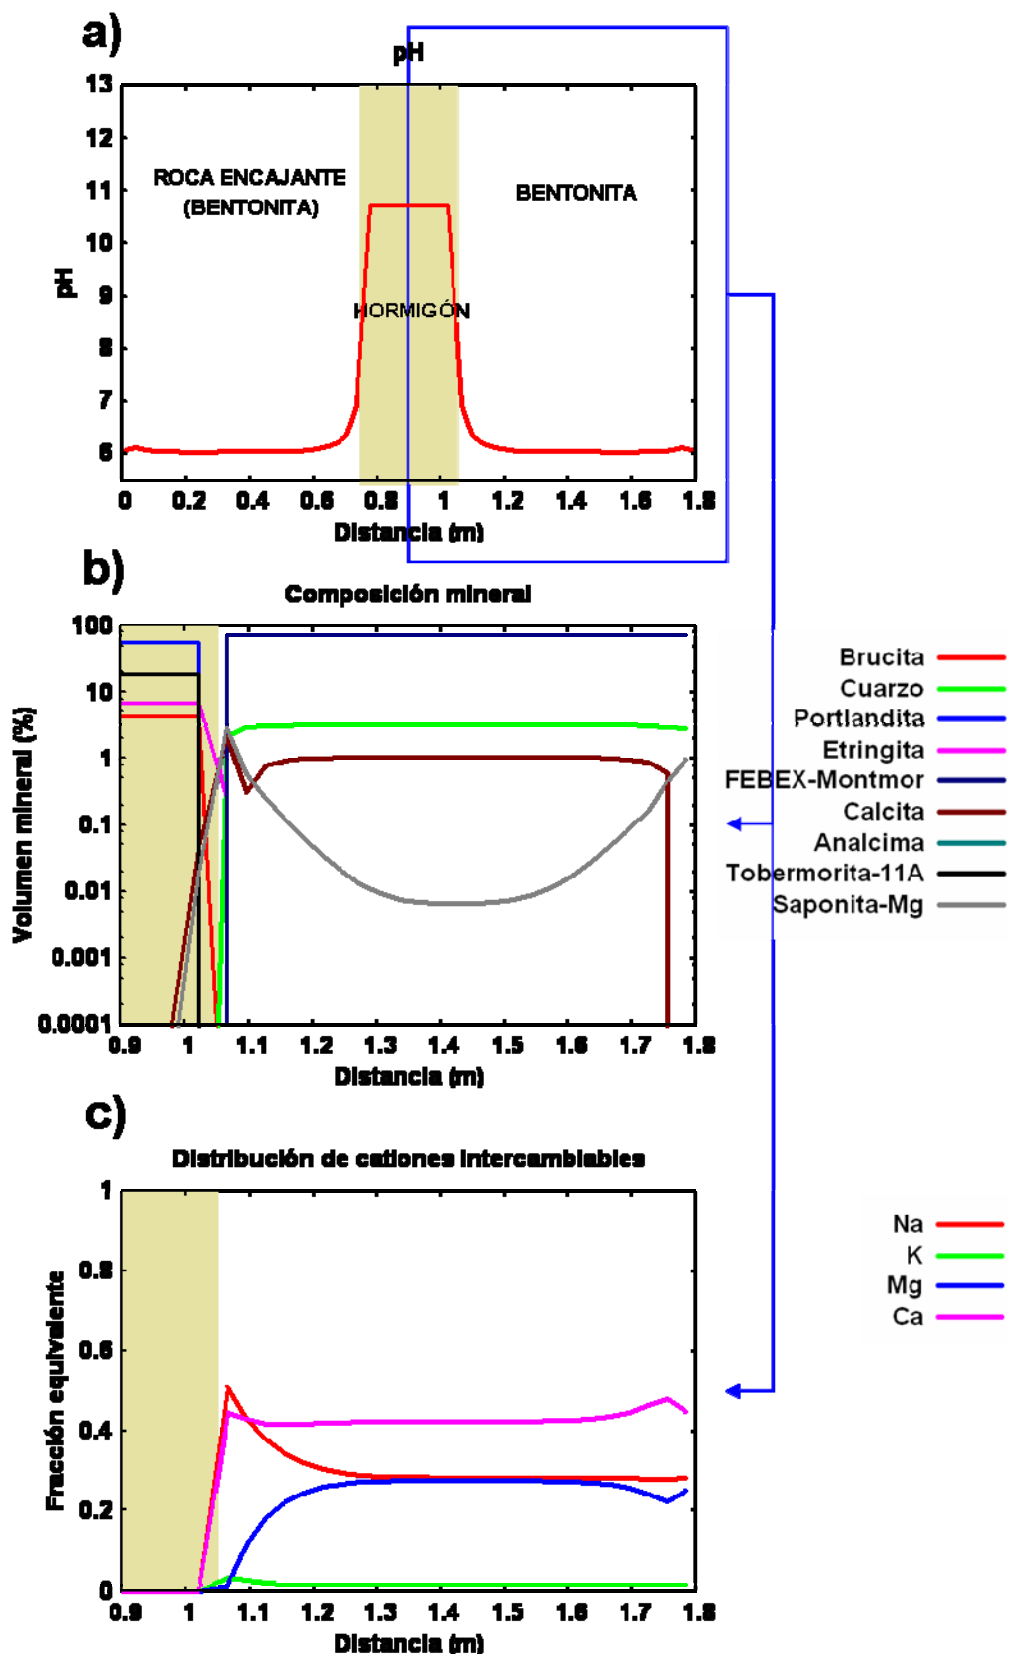 a)
pH
13
12
11
10
9
8
7
6
pH
ROCA ENCAJANTE
(BENTONITA)
BENTONITA
HORMIGÓN
0 0.2 0.4 0.6 0.8 1 1.2 1.4 1.6 1.8
Distancia (m)
b)
Composición mineral
100
10
1
0.1
0.01
0.001
0.0001
Volumen mineral (%)
0.9 1 1.1 1.2 1.3 1.4 1.5 1.6 1.7 1.8
Distancia (m)
Brucita
Cuarzo
Portlandita
Etringita
FEBEX-Montmor
Calcita
Analcima
Tobermorita-11A
Saponita-Mg
c)
Distribución de cationes intercambiables
1
0.8
0.6
0.4
0.2
0
Fracción equivalente
0.9 1 1.1 1.2 1.3 1.4 1.5 1.6 1.7 1.8
Distancia (m)
Na
K
Mg
Ca